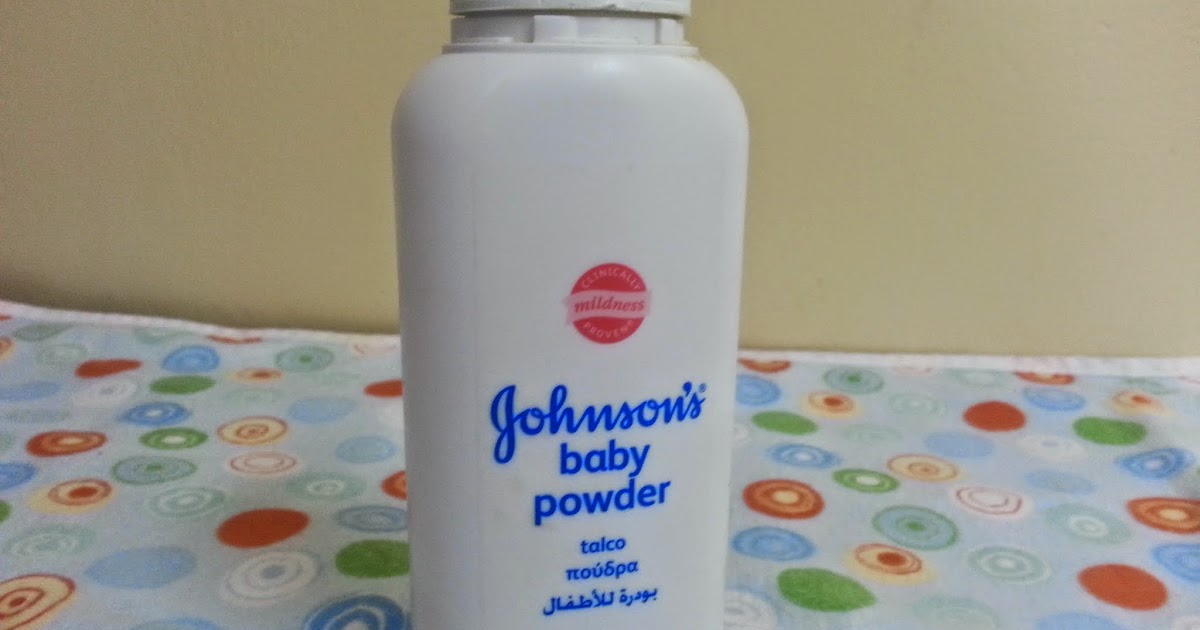 CLINICALLY
mildness
PROVEN
Johnson's®
baby
powder
talco
πούδρα
بودرة للأطفال